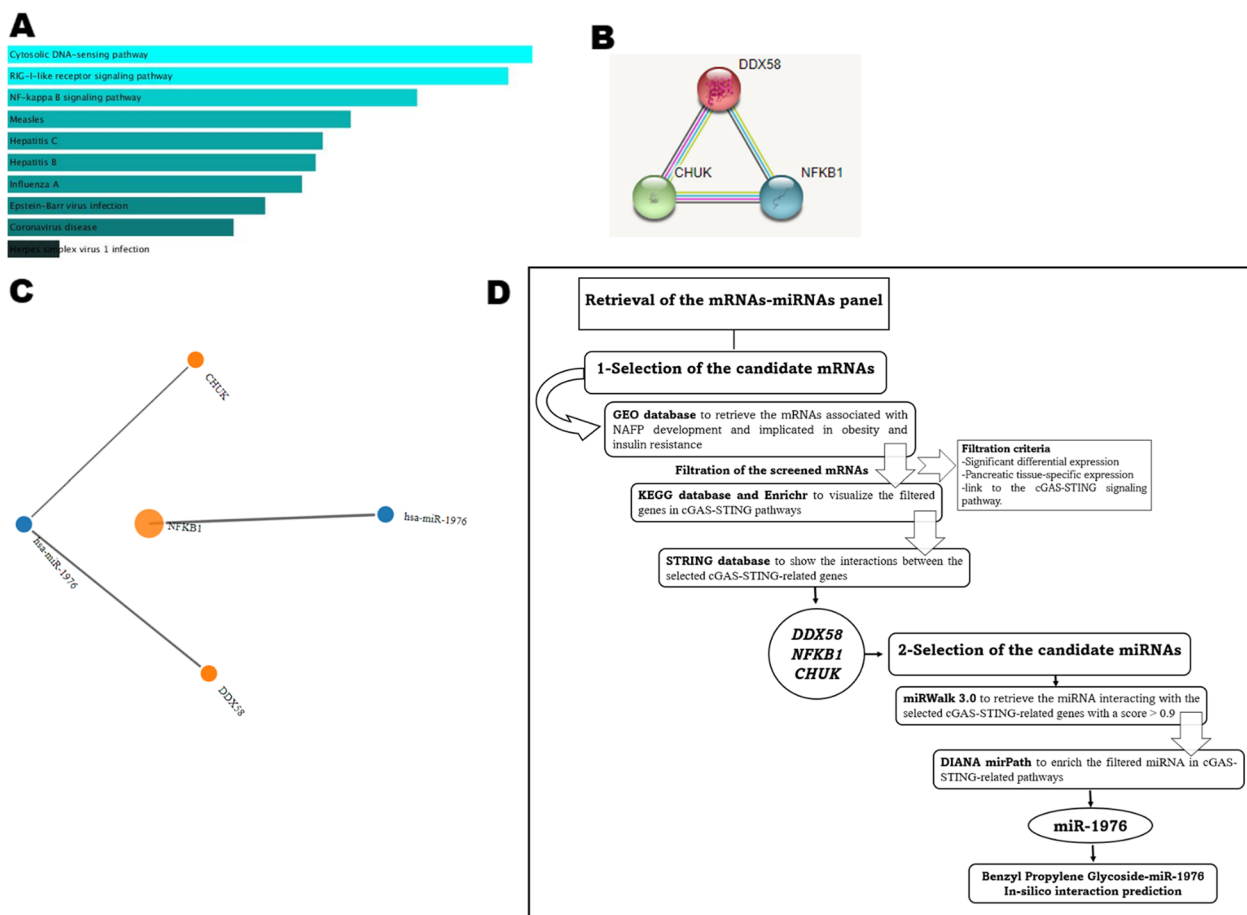 A
Cytosolic DNA-sensing pathway
RIG-I-like receptor signaling pathway
NF-kappa B signaling pathway
Measles
Hepatitis C
Hepatitis B
Influenza A
Epstein-Barr virus infection
Coronavirus disease
Herpes simplex virus 1 infection
B
DDX58
CHUK
NFKB1
C
CHUK
NFKB1
hsa-miR-1976
hsa-miR-1976
DDX58
D
Retrieval of the mRNAs-miRNAs panel
1-Selection of the candidate mRNAs
GEO database to retrieve the mRNAs associated with
NAFP development and implicated in obesity and
insulin resistance
Filtration of the screened mRNAs
Filtration criteria
-Significant differential expression
-Pancreatic tissue-specific expression
-link to the cGAS-STING signaling
pathway.
KEGG database and Enrichr to visualize the filtered
genes in cGAS-STING pathways
STRING database to show the interactions between the
selected cGAS-STING-related genes
DDX58
NFKB1
CHUK
2-Selection of the candidate miRNAs
miRWalk 3.0 to retrieve the miRNA interacting with the
selected cGAS-STING-related genes with a score > 0.9
DIANA mirPath to enrich the filtered miRNA in cGAS-
STING-related pathways
miR-1976
Benzyl Propylene Glycoside-miR-1976
In-silico interaction prediction